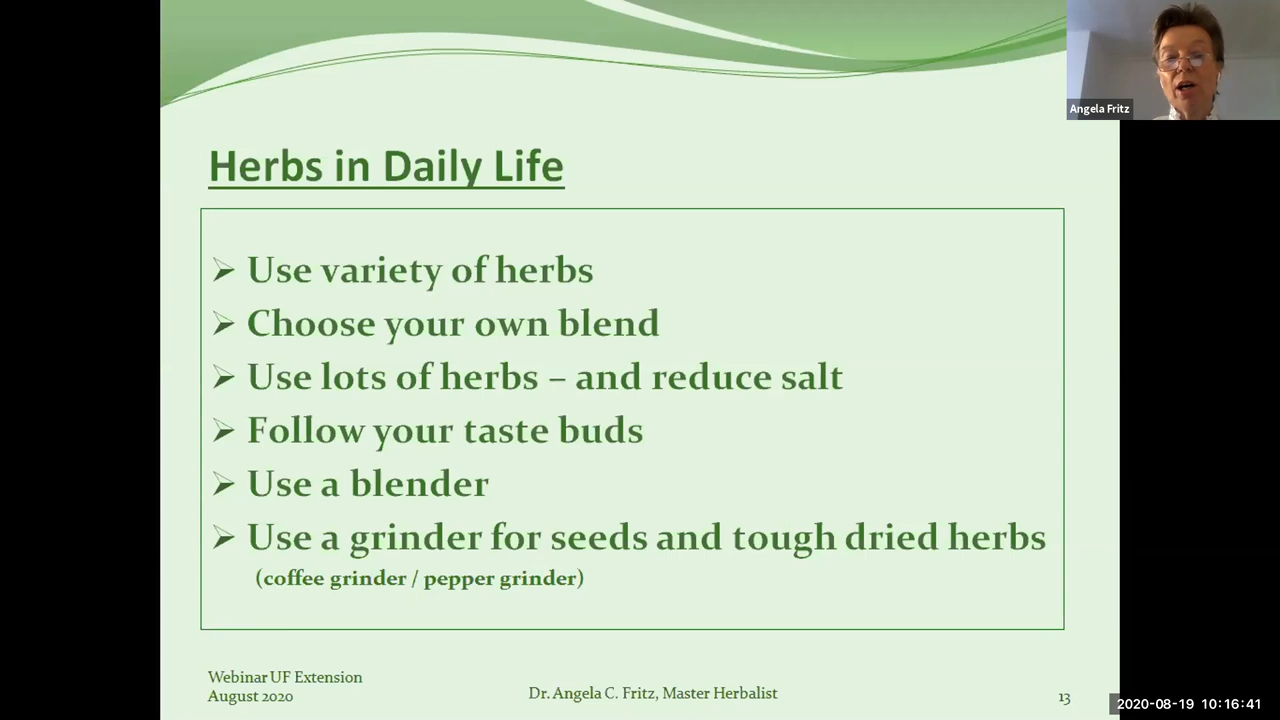 Angela Fritz
Herbs in Daily Life
➢ Use variety of herbs
➢ Choose your own blend
➢ Use lots of herbs – and reduce salt
➢ Follow your taste buds
➢ Use a blender
➢ Use a grinder for seeds and tough dried herbs
(coffee grinder / pepper grinder)
Webinar UF Extension
August 2020
Dr. Angela C. Fritz, Master Herbalist
13
2020-08-19 10:16:41